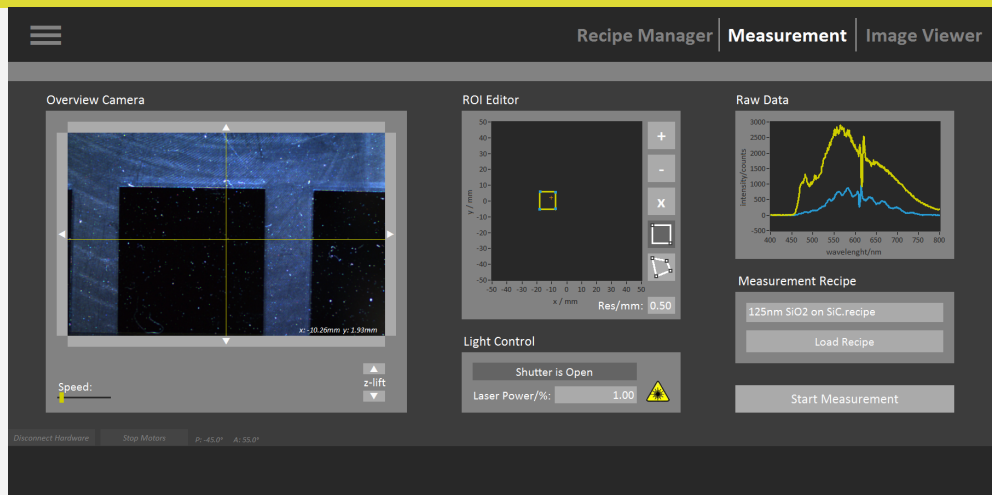 Recipe Manager Measurement Image Viewer
Overview Camera
x: -10.26mm y: 1.93mm
Speed:
z-lift
ROI Editor
50
40
30
20
10
0
-10
-20
-30
-40
-50
y / mm
-50 -40 -30 -20 -10 0 10 20 30 40 50
x / mm
+
-
x
Res/mm: 0.50
Light Control
Shutter is Open
Laser Power/%: 1.00
Raw Data
3000
2500
2000
1500
1000
500
0
-500
intensity/counts
400 450 500 550 600 650 700 750 800
wavelenght/nm
Measurement Recipe
125nm SiO2 on SiC.recipe
Load Recipe
Start Measurement
Disconnect Hardware Stop Motors P: -45.0° A: 55.0°